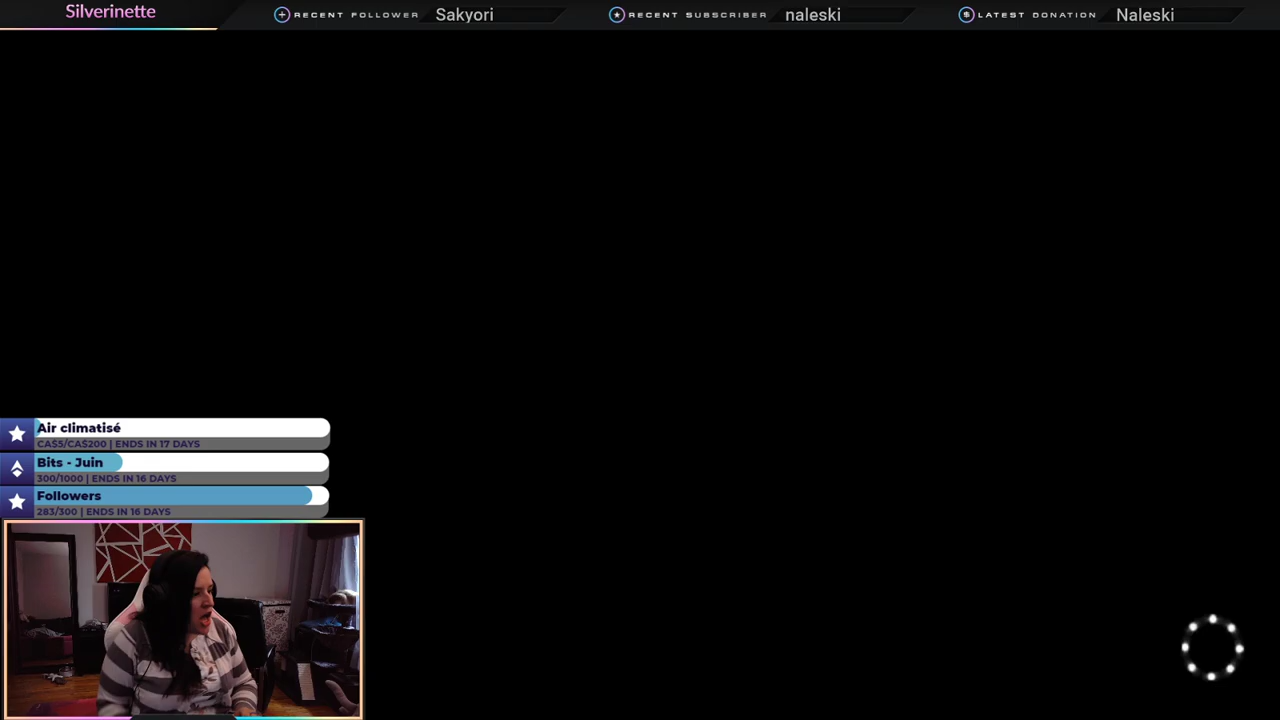 Silverinette
RECENT FOLLOWER Sakyori
RECENT SUBSCRIBER naleski
LATEST DONATION Naleski
Air climatisé
CA$5/CA$200 | ENDS IN 17 DAYS
Bits - Juin
300/1000 | ENDS IN 16 DAYS
Followers
283/300 | ENDS IN 16 DAYS